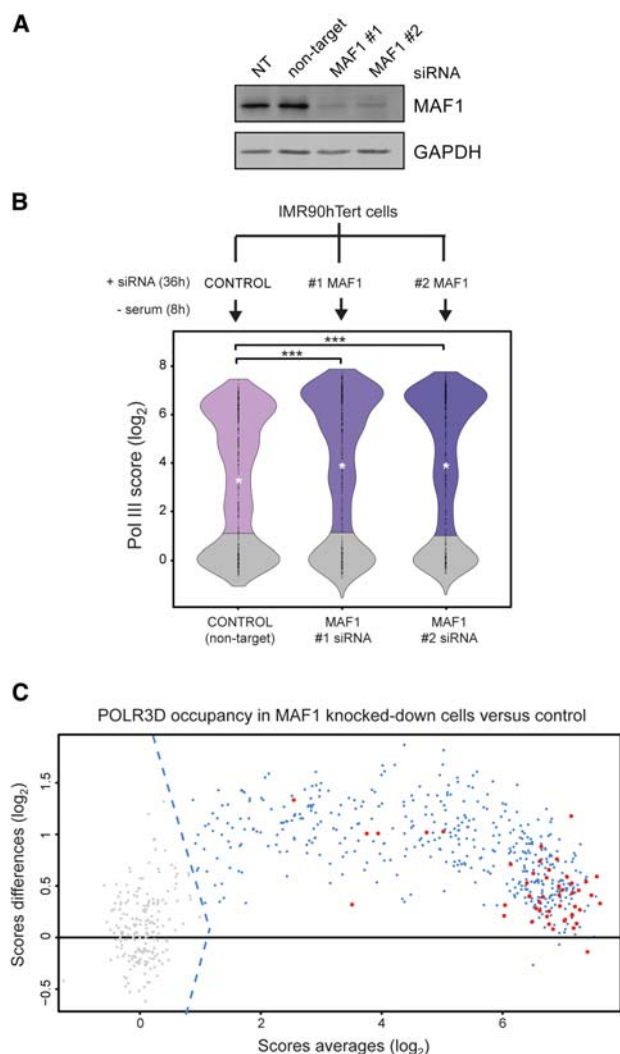 A
NT
non-target
MAF1 #1
MAF1 #2
siRNA
MAF1
GAPDH
B
IMR90hTert cells
+ siRNA (36h) CONTROL #1 MAF1 #2 MAF1
- serum (8h)
***
***
8
6
4
2
0
Pol III score (log2)
*
*
*
CONTROL (non-target)
MAF1 #1 siRNA
MAF1 #2 siRNA
C
POLR3D occupancy in MAF1 knocked-down cells versus control
Scores differences (log2)
1.5
1
0.5
0
-0.5
0 2 4 6
Scores averages (log2)